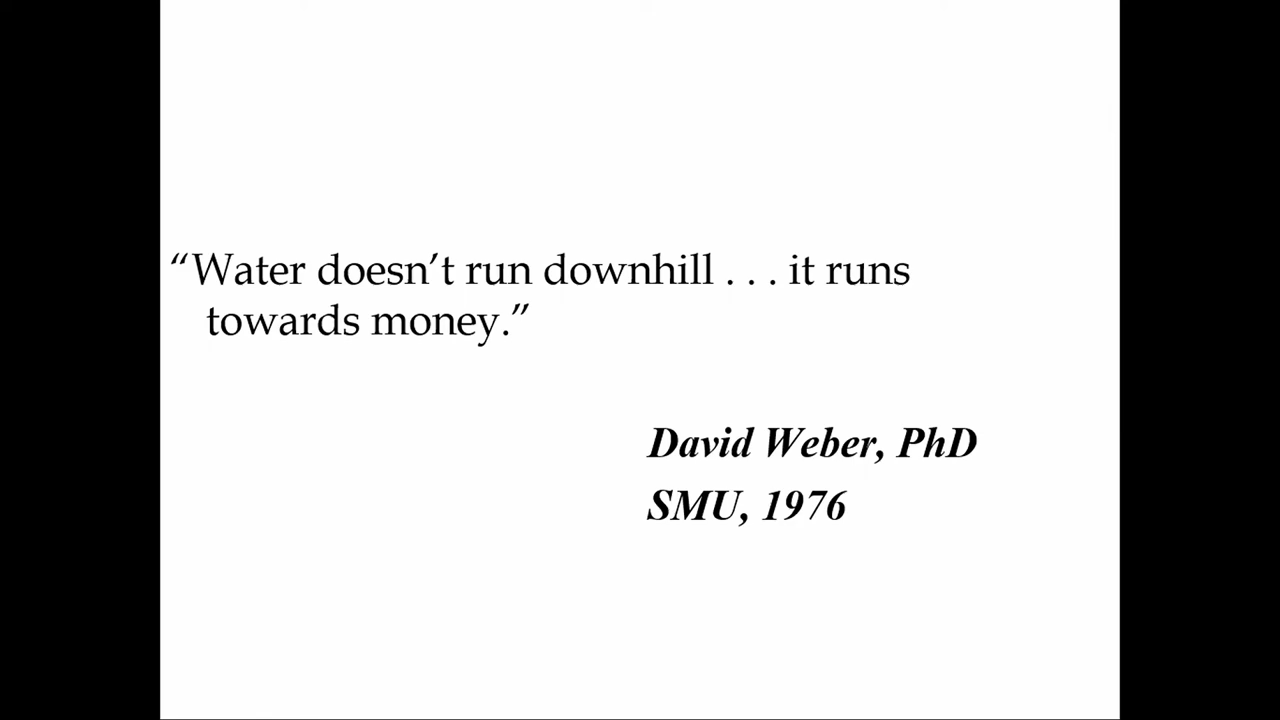 “Water doesn’t run downhill . . . it runs
towards money.”
David Weber, PhD
SMU, 1976